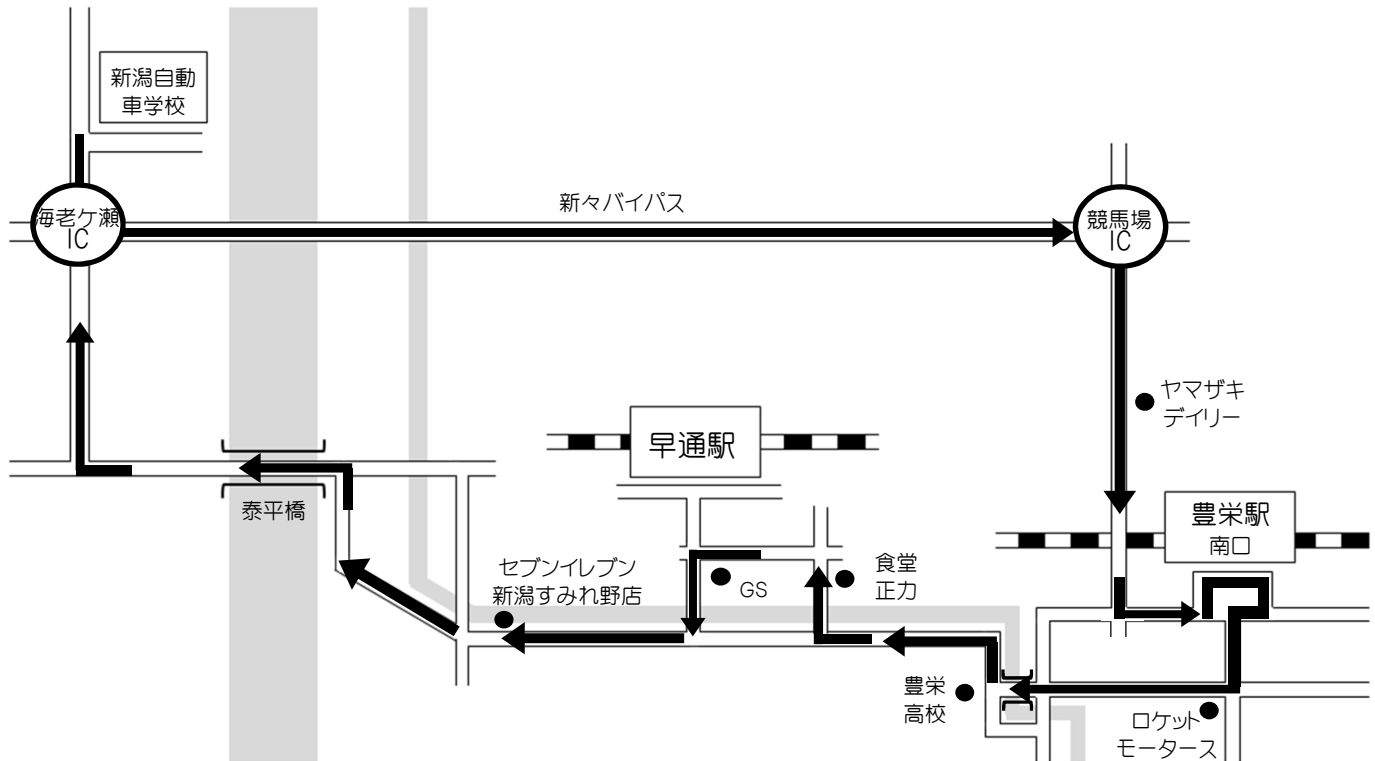 新潟自動
車学校
海老ケ瀬
IC
新々バイパス
競馬場
IC
ヤマザキ
デイリー
早通駅
豊栄駅
南口
泰平橋
セブンイレブン
新潟すみれ野店
GS
食堂
正力
豊栄
高校
ロケット
モータース